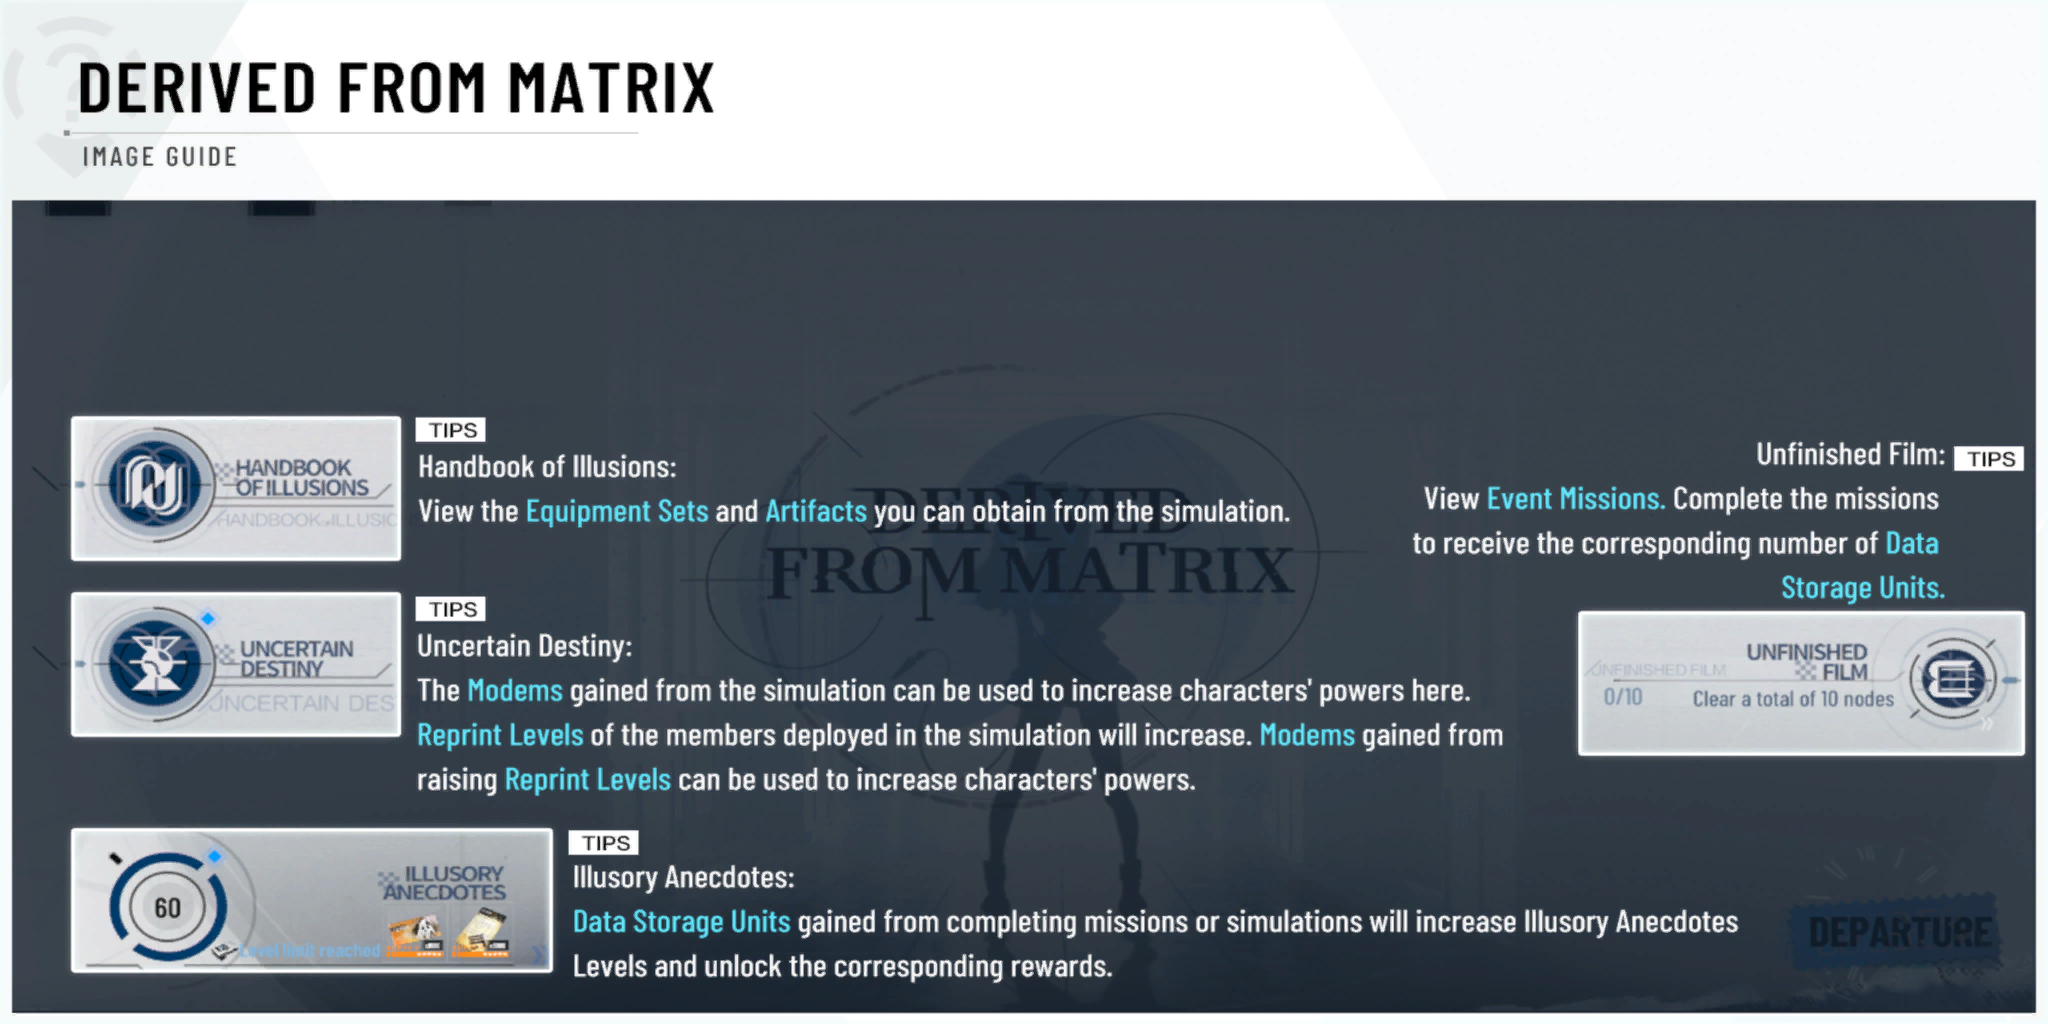 DERIVED FROM MATRIX
IMAGE GUIDE
HANDBOOK
OF ILLUSIONS
HANDBOOK
TIPS
Handbook of Illusions:
View the Equipment Sets and Artifacts you can obtain from the simulation.
DERIVED
FROM MATRIX
Unfinished Film:
TIPS
View Event Missions. Complete the missions
to receive the corresponding number of Data
Storage Units.
UNFINISHED
FILM
UNFINISHED FILM
0/10
Clear a total of 10 nodes
UNCERTAIN
DESTINY
UNCERTAIN DES
TIPS
Uncertain Destiny:
The Modems gained from the simulation can be used to increase characters' powers here.
Reprint Levels of the members deployed in the simulation will increase. Modems gained from
raising Reprint Levels can be used to increase characters' powers.
60
ILLUSORY
ANECDOTES
Level limit reached
TIPS
Illusory Anecdotes:
Data Storage Units gained from completing missions or simulations will increase Illusory Anecdotes
Levels and unlock the corresponding rewards.
DEPARTURE